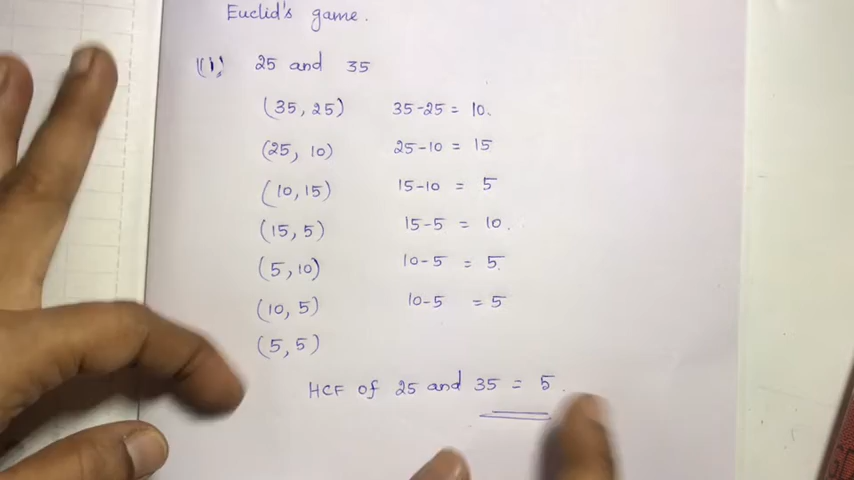 Euclid's game.
(1) 25 and 35
(35, 25) 35-25 = 10.
(25, 10) 25-10 = 15
(10, 15) 15-10 = 5
(15, 5) 15-5 = 10.
(5, 10) 10-5 = 5.
(10, 5) 10-5 = 5
(5, 5)
HCF of 25 and 35 = 5.